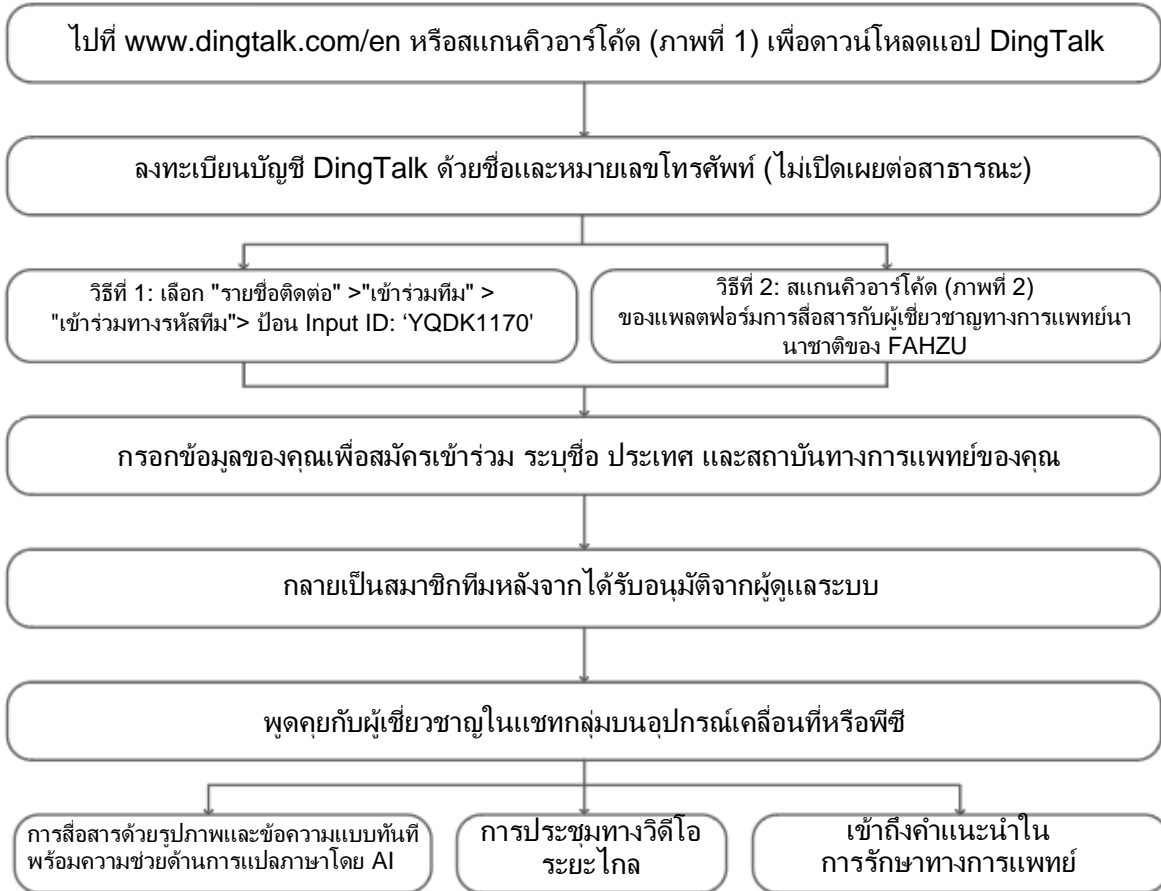 ไปที่ www.dingtalk.com/en หรือสแกนคิวอาร์โค้ด (ภาพที่ 1) เพื่อดาวน์โหลดแอป DingTalk
ลงทะเบียนบัญชี DingTalk ด้วยชื่อและหมายเลขโทรศัพท์ (ไม่เปิดเผยต่อสาธารณะ)
วิธีที่ 1: เลือก "รายชื่อติดต่อ" >"เข้าร่วมทีม" >
"เข้าร่วมทางรหัสทีม"> ป้อน Input ID: ‘YQDK1170’
วิธีที่ 2: สแกนคิวอาร์โค้ด (ภาพที่ 2)
ของแพลตฟอร์มการสื่อสารกับผู้เชี่ยวชาญทางการแพทย์นา
นาชาติของ FAHZU
กรอกข้อมูลของคุณเพื่อสมัครเข้าร่วม ระบุชื่อ ประเทศ และสถาบันทางการแพทย์ของคุณ
กลายเป็นสมาชิกทีมหลังจากได้รับอนุมัติจากผู้ดูแลระบบ
พูดคุยกับผู้เชี่ยวชาญในแชทกลุ่มบนอุปกรณ์เคลื่อนที่หรือพีซี
การสื่อสารด้วยรูปภาพและข้อความแบบทันที
พร้อมความช่วยด้านการแปลภาษาโดย AI
การประชุมทางวิดีโอ
ระยะไกล
เข้าถึงคำแนะนำใน
การรักษาทางการแพทย์